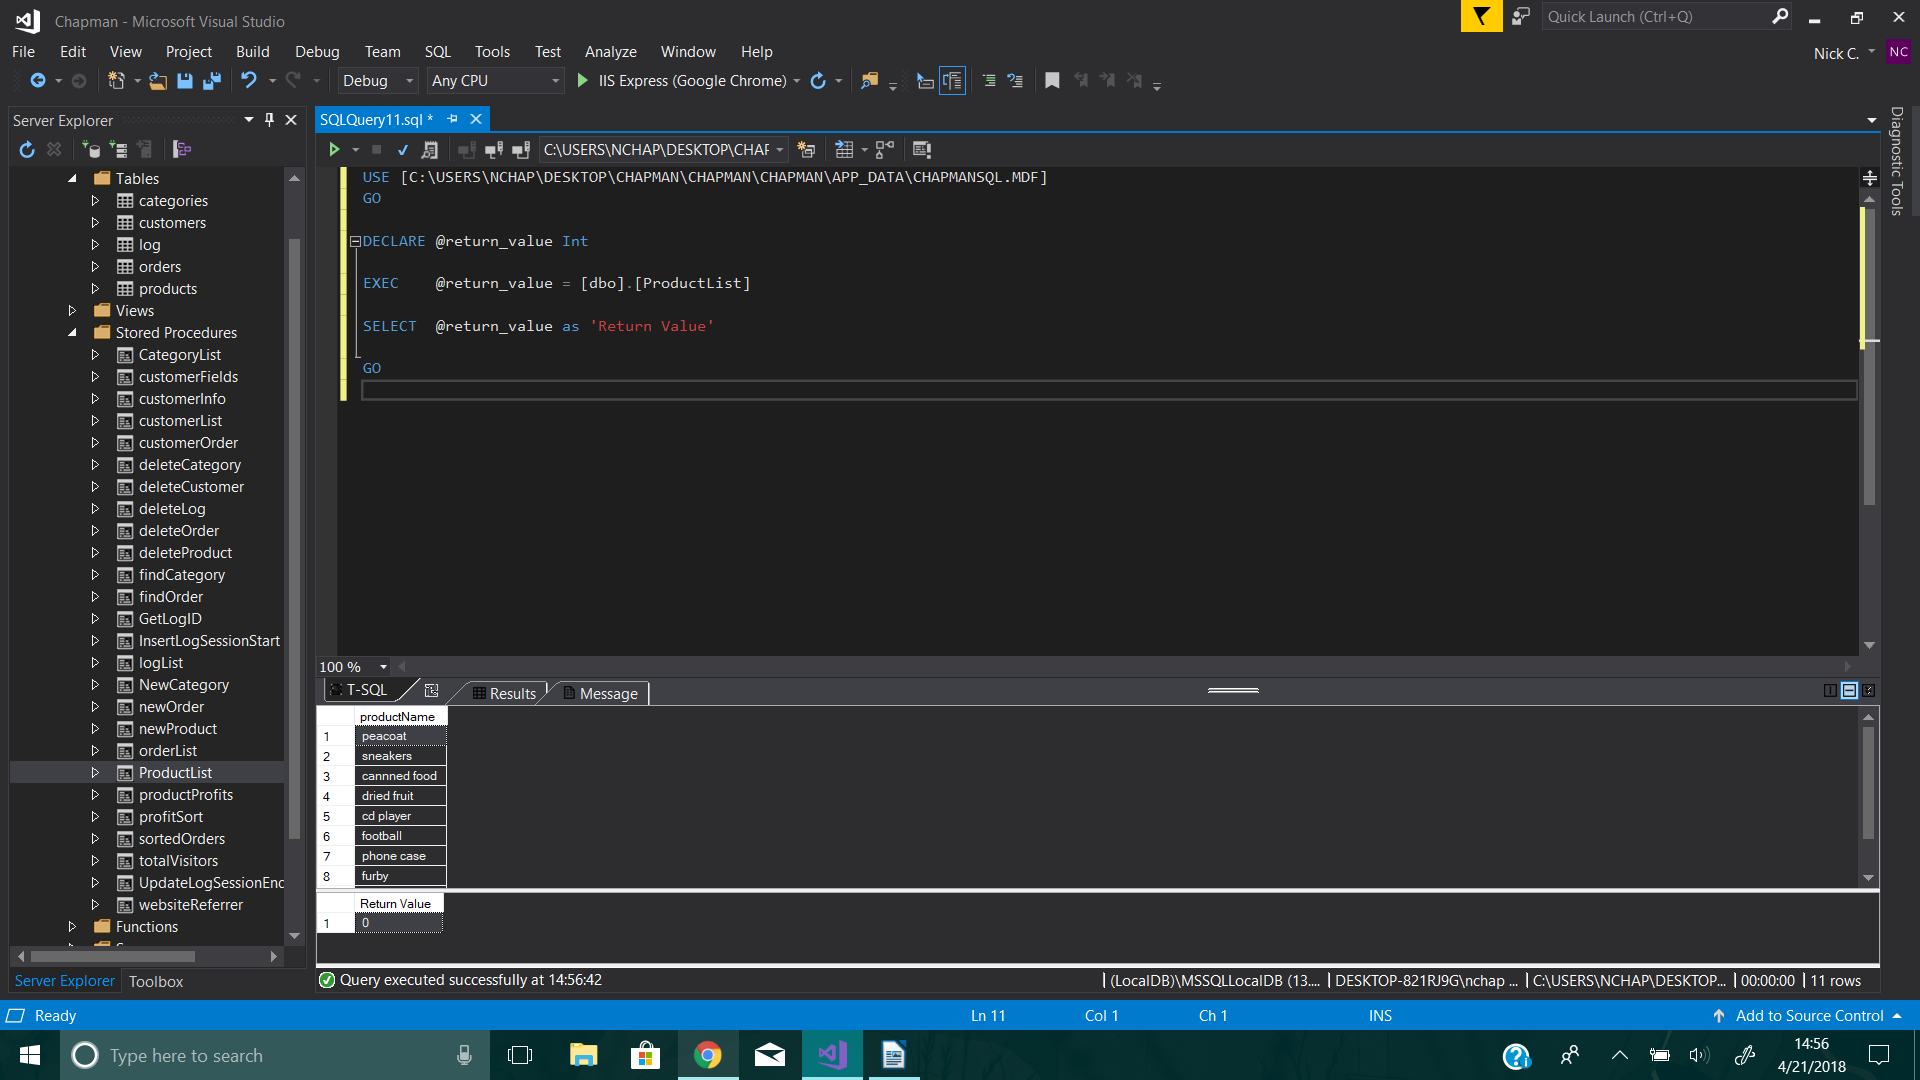 Chapman - Microsoft Visual Studio
Quick Launch (Ctrl+Q)
File Edit View Project Build Debug Team SQL Tools Test Analyze Window Help
Nick C. NC
Debug Any CPU IIS Express (Google Chrome)
Server Explorer
SQLQuery11.sql *
C:\USERS\NCHAP\DESKTOP\CHAP
Diagnostic Tools
Tables
categories
customers
log
orders
products
Views
Stored Procedures
CategoryList
customerFields
customerInfo
customerList
customerOrder
deleteCategory
deleteCustomer
deleteLog
deleteOrder
deleteProduct
findCategory
findOrder
GetLogID
InsertLogSessionStart
logList
NewCategory
newOrder
newProduct
orderList
ProductList
productProfits
profitSort
sortedOrders
totalVisitors
UpdateLogSessionEnd
websiteReferrer
Functions
Server Explorer Toolbox
USE [C:\USERS\NCHAP\DESKTOP\CHAPMAN\CHAPMAN\CHAPMAN\APP_DATA\CHAPMANSQL.MDF]
GO
DECLARE @return_value Int
EXEC @return_value = [dbo].[ProductList]
SELECT @return_value as 'Return Value'
GO
100 %
T-SQL Results Message
productName
1 peacoat
2 sneakers
3 cannned food
4 dried fruit
5 cd player
6 football
7 phone case
8 furby
Return Value
1 0
Query executed successfully at 14:56:42
(LocalDB)\MSSQLLocalDB (13.... DESKTOP-821RJ9G\nchap ... C:\USERS\NCHAP\DESKTOP... 00:00:00 11 rows
Ready Ln 11 Col 1 Ch 1 INS Add to Source Control
Type here to search
14:56
4/21/2018